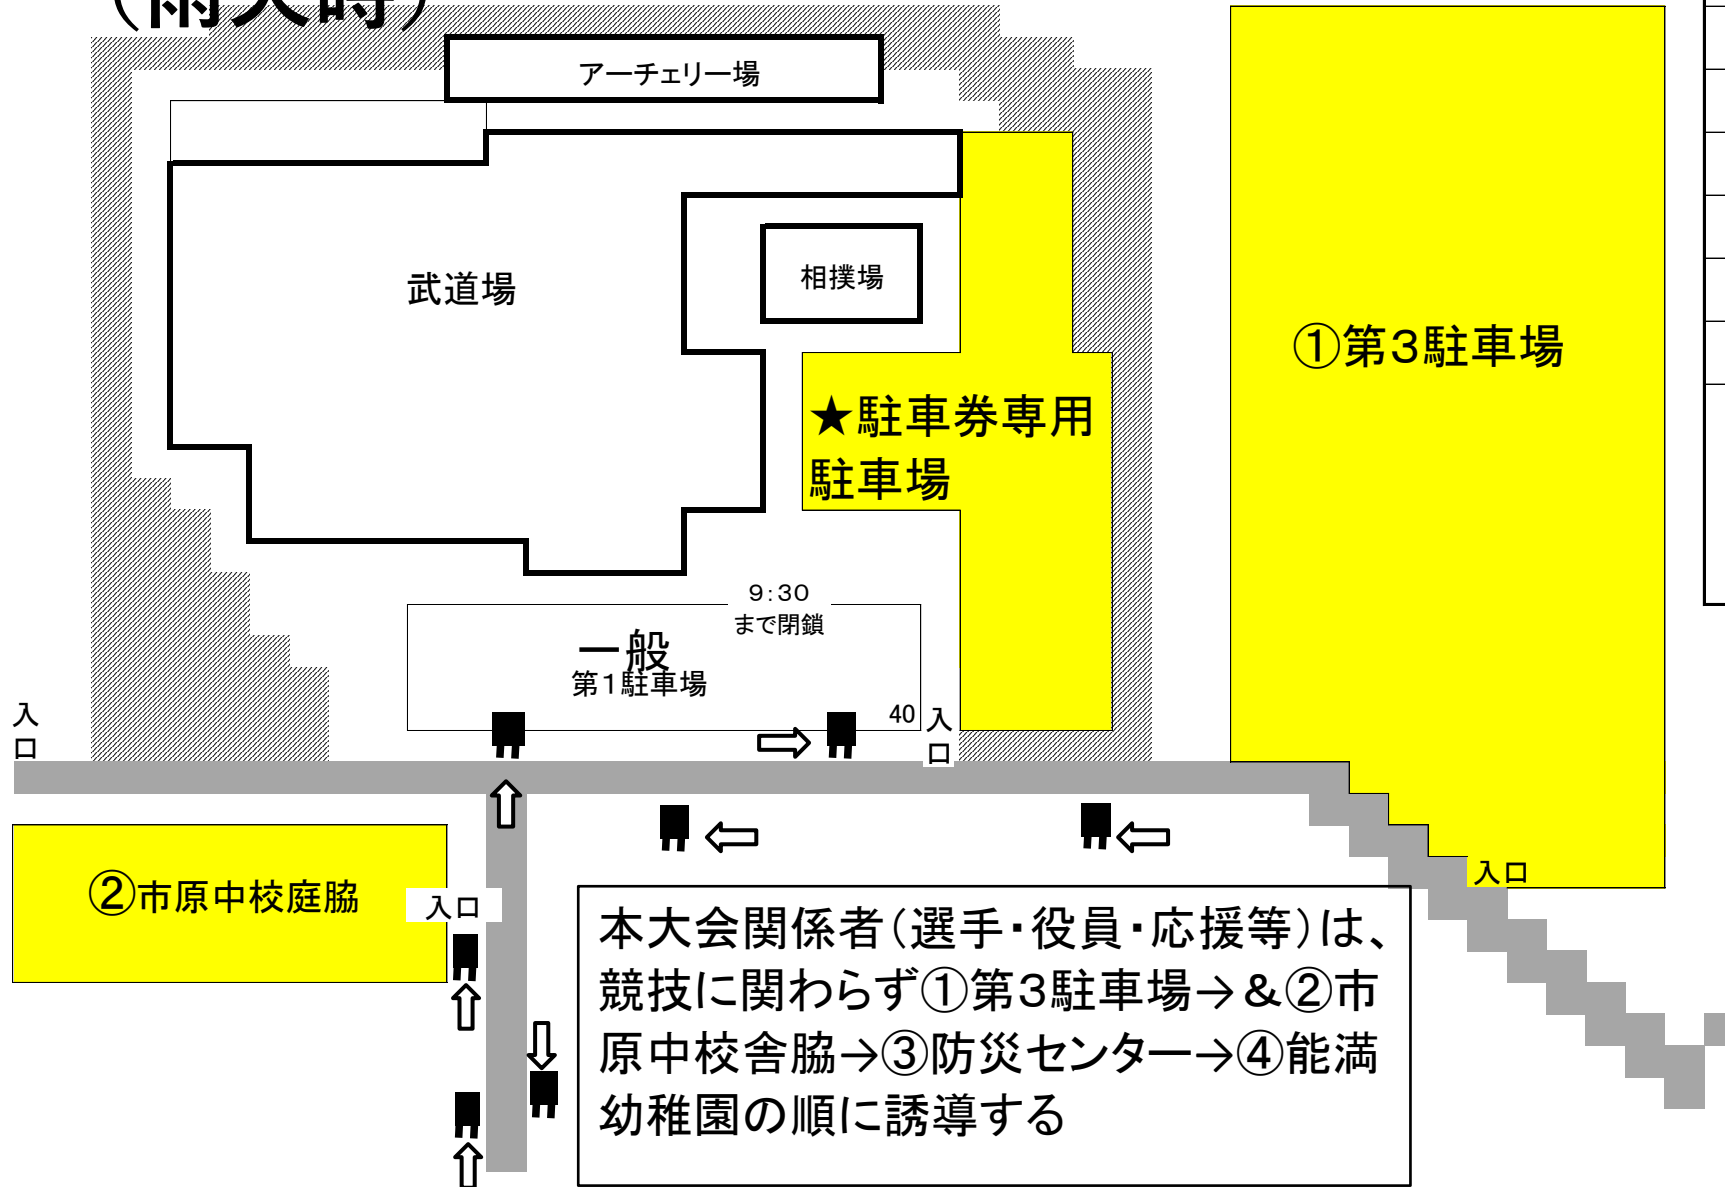 (雨天時)
アーチェリー場
武道場
相撲場
①第3駐車場
★駐車券専用
駐車場
9:30
まで閉鎖
一般
第1駐車場
40
入口
入口
入口
②市原中校庭脇
入口
本大会関係者(選手・役員・応援等)は、
競技に関わらず①第3駐車場→&②市
原中校舎脇→③防災センター→④能満
幼稚園の順に誘導する